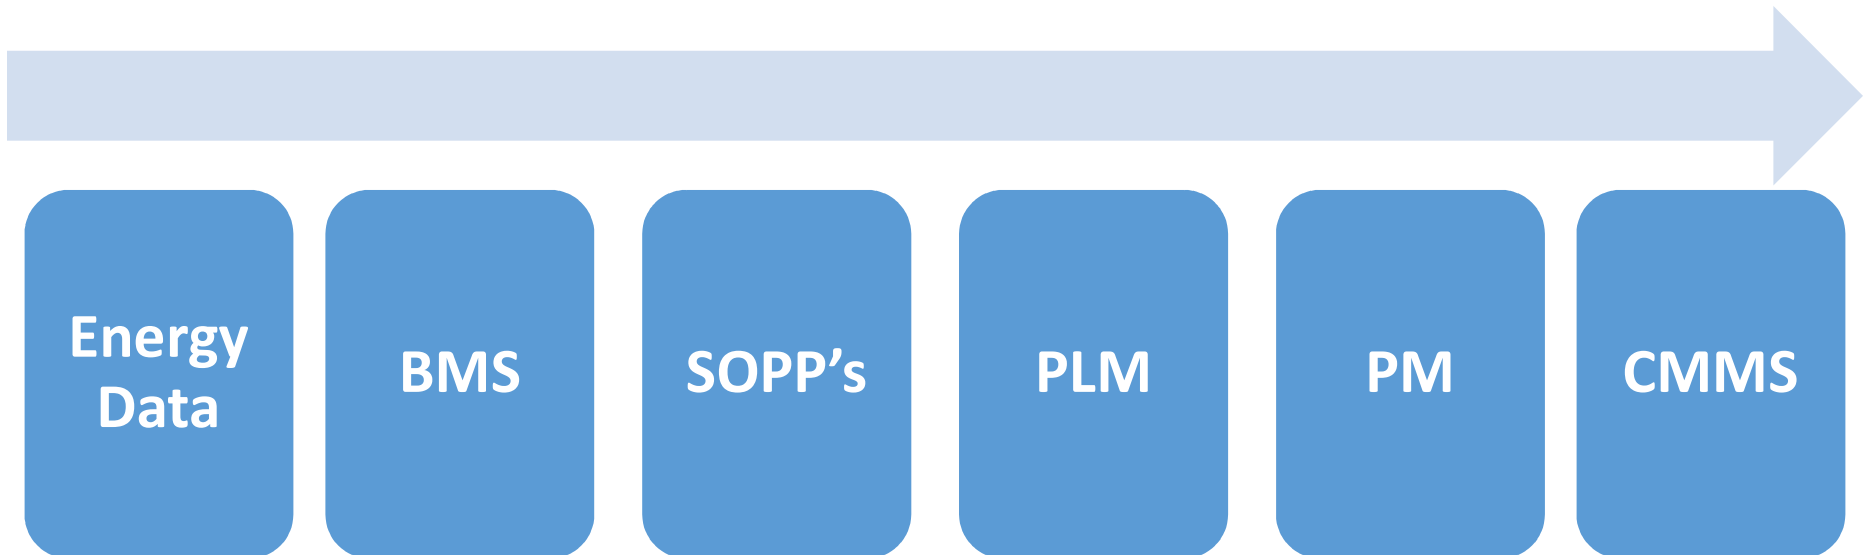 Energy
Data
BMS
SOPP’s
PLM
PM
CMMS